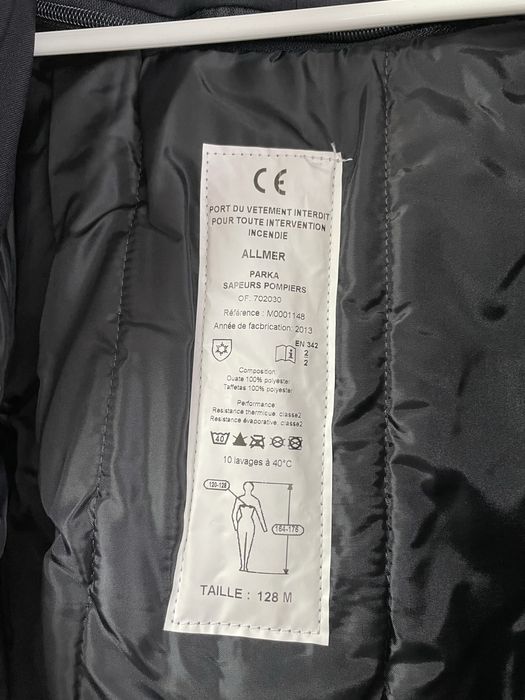 CE
PORT DU VETEMENT INTERDIT
POUR TOUTE INTERVENTION
INCENDIE
ALLMER
PARKA
SAPEURS POMPIERS
OF: 702030
Référence : MO001148
Année de facbrication: 2013
EN 342
2
2
Composition:
Ouate 100% polyester
Taffetas 100% polyester
Performance:
Resistance thermique: classe2
Resistance évaporative: classe2
40
10 lavages à 40°C
120-128
164-176
TAILLE : 128 M